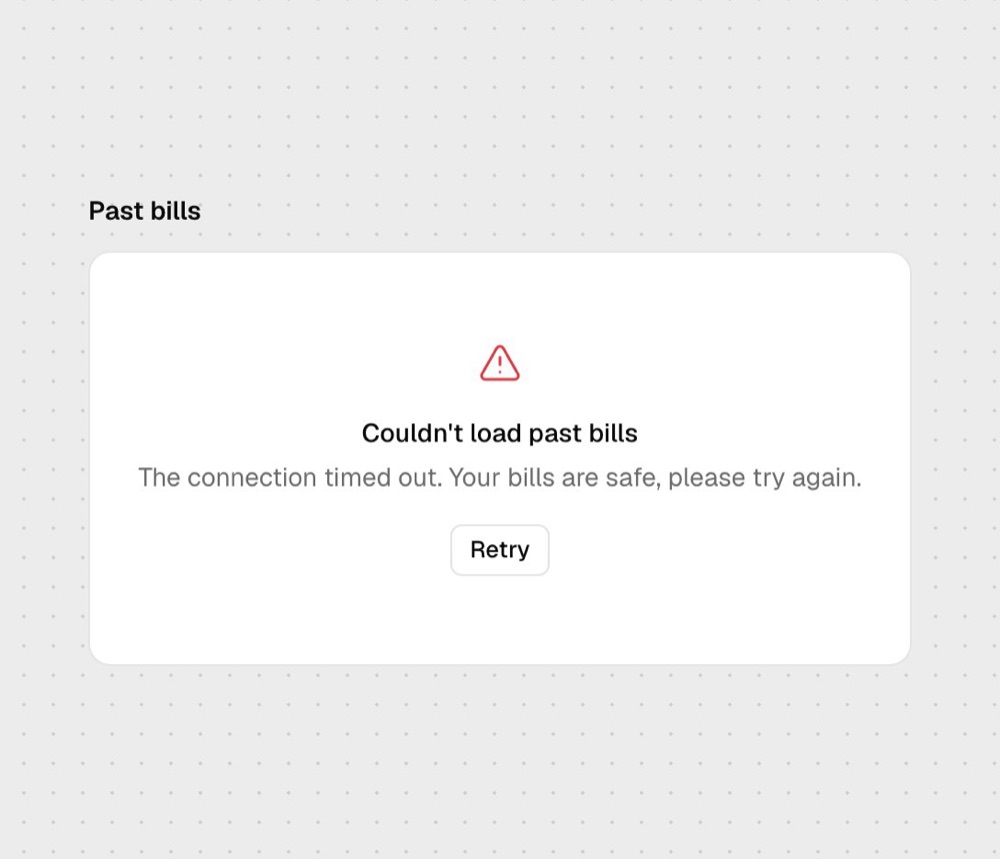 Past bills
Couldn't load past bills
The connection timed out. Your bills are safe, please try again.
Retry